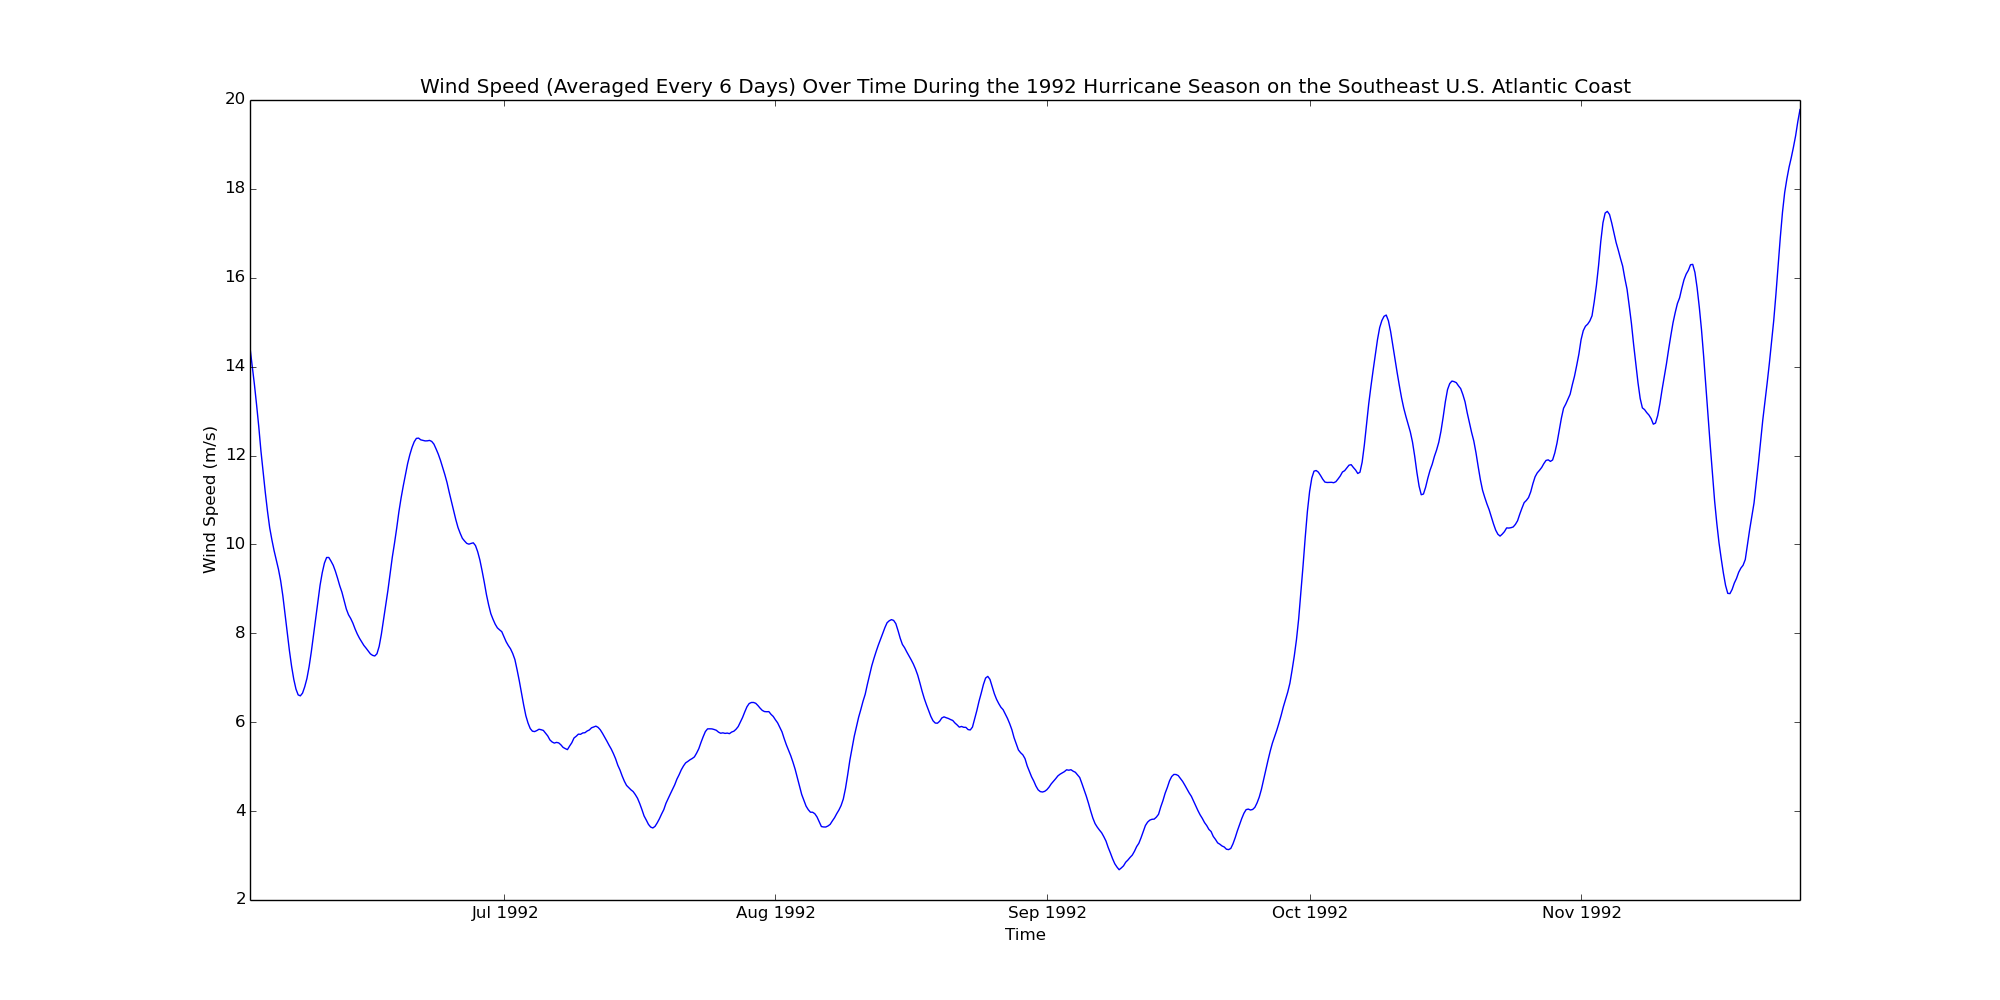 Wind Speed (Averaged Every 6 Days) Over Time During the 1992 Hurricane Season on the Southeast U.S. Atlantic Coast
20
18
16
14
12
10
8
6
4
2
Wind Speed (m/s)
Jul 1992
Aug 1992
Sep 1992
Oct 1992
Nov 1992
Time